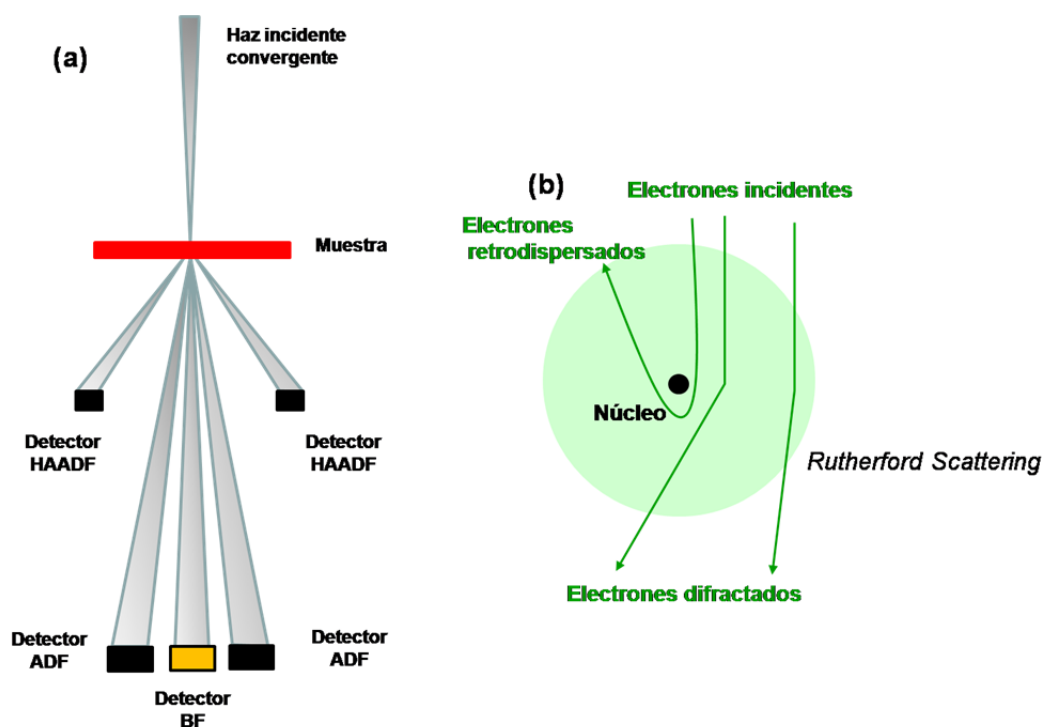 (a)
Haz incidente
convergente
Muestra
Detector
HAADF
Detector
HAADF
Detector
ADF
Detector
BF
Detector
ADF
(b)
Electrones incidentes
Electrones
retrodispersados
Núcleo
Rutherford Scattering
Electrones difractados